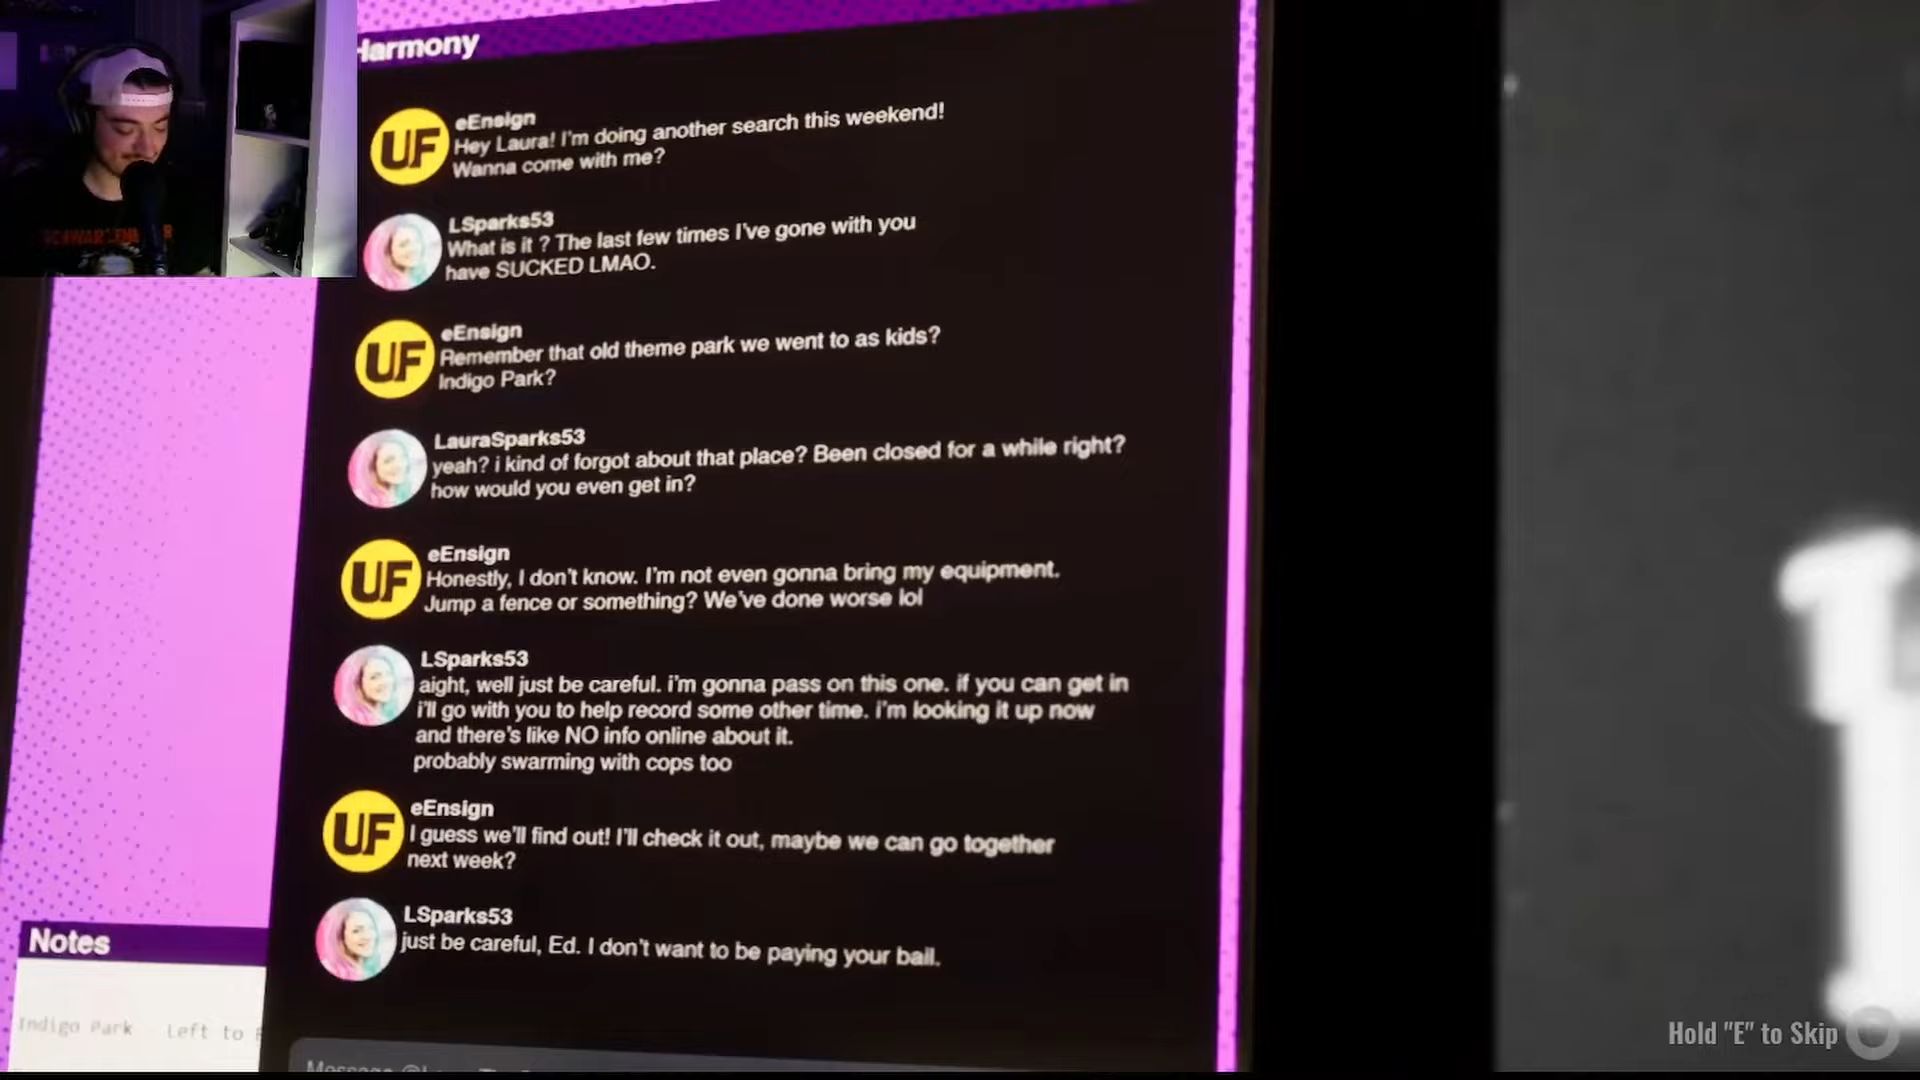 Harmony
UF
eEnsign
Hey Laura! I'm doing another search this weekend!
Wanna come with me?
LSparks53
What is it ? The last few times I've gone with you
have SUCKED LMAO.
UF
eEnsign
Remember that old theme park we went to as kids?
Indigo Park?
LauraSparks53
yeah? i kind of forgot about that place? Been closed for a while right?
how would you even get in?
UF
eEnsign
Honestly, I don't know. I'm not even gonna bring my equipment.
Jump a fence or something? We've done worse lol
LSparks53
aight, well just be careful. i'm gonna pass on this one. if you can get in
i'll go with you to help record some other time. i'm looking it up now
and there's like NO info online about it.
probably swarming with cops too
UF
eEnsign
I guess we'll find out! I'll check it out, maybe we can go together
next week?
LSparks53
just be careful, Ed. I don't want to be paying your bail.
Notes
Indigo Park Left to
Message
Hold "E" to Skip